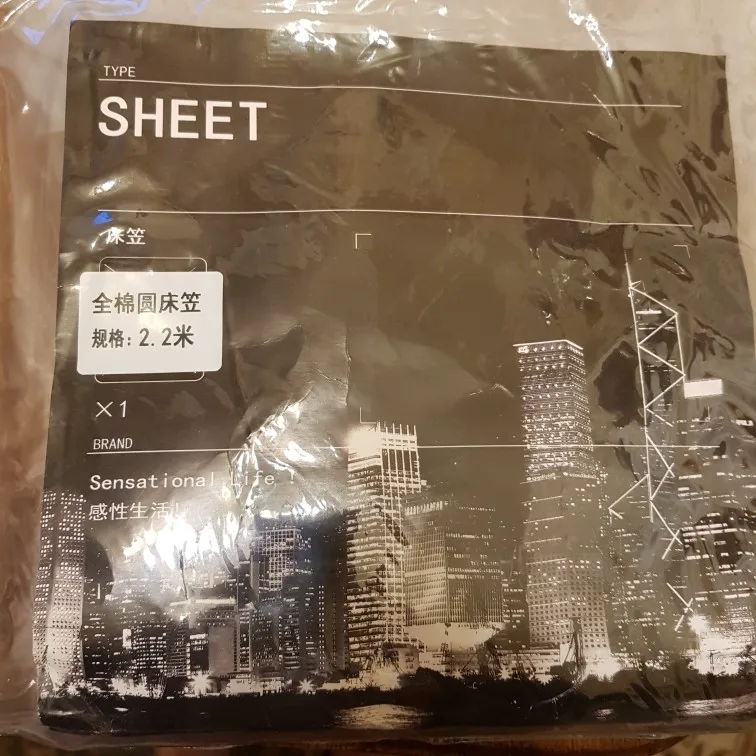 TYPE
SHEET
床笠
全棉圆床笠
规格: 2.2米
×1
BRAND
Sensational Life !
感性生活!